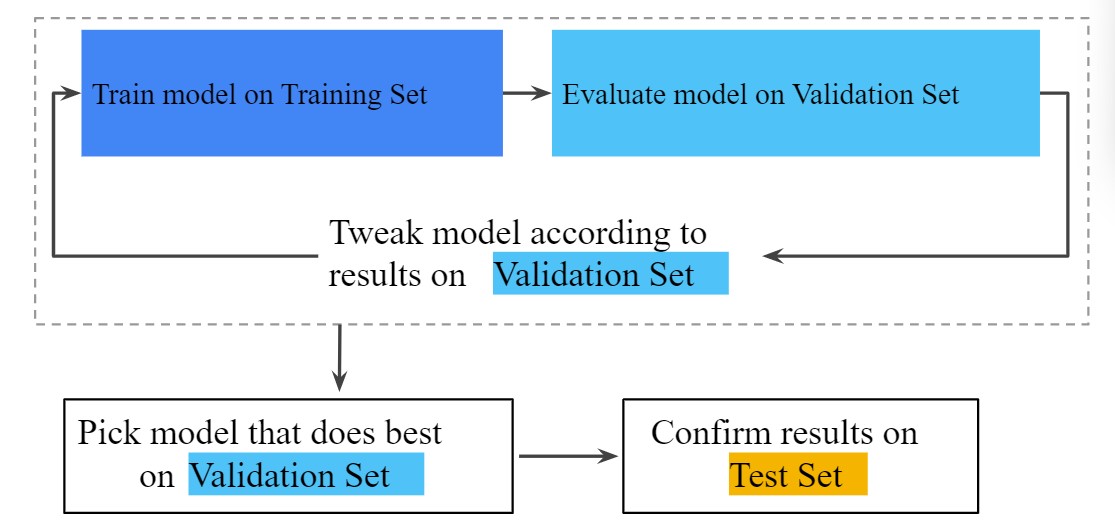 Train model on Training Set
Evaluate model on Validation Set
Tweak model according to
results on Validation Set
Pick model that does best
on Validation Set
Confirm results on
Test Set